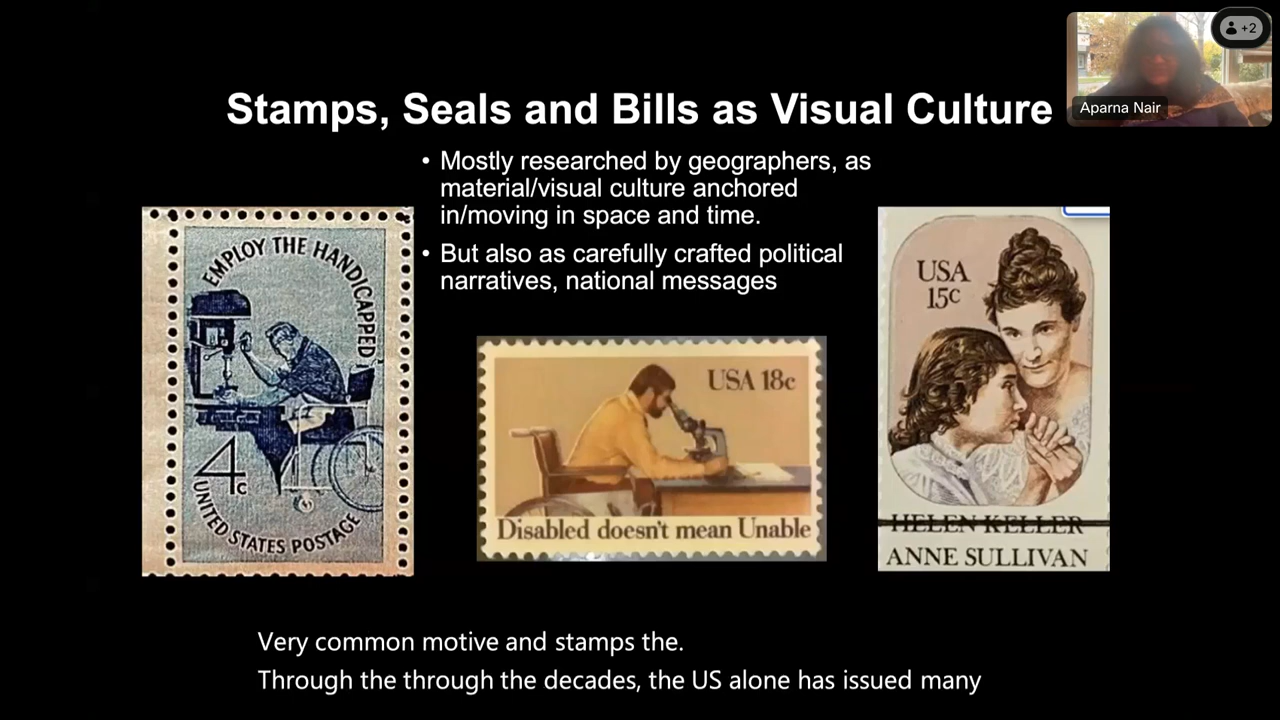 +2
Aparna Nair
Stamps, Seals and Bills as Visual Culture
• Mostly researched by geographers, as
material/visual culture anchored
in/moving in space and time.
• But also as carefully crafted political
narratives, national messages
EMPLOY THE HANDICAPPED
4c
UNITED STATES POSTAGE
USA 18c
Disabled doesn't mean Unable
USA
15c
HELEN KELLER
ANNE SULLIVAN
Very common motive and stamps the.
Through the through the decades, the US alone has issued many